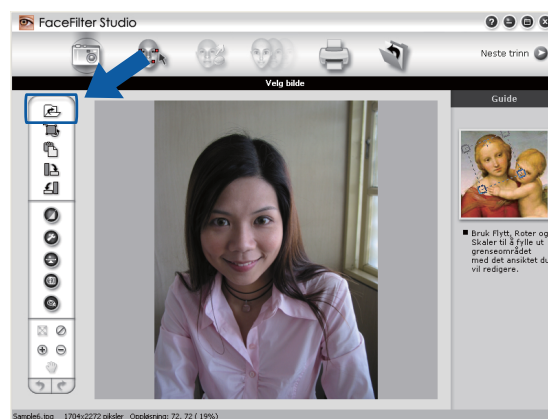 FaceFilter Studio
Neste trinn
Velg bilde
Guide
Bruk Flytt, Roter og
Skaler til å fylle ut
grenseområdet
med det ansiktet du
vil redigere.
Sample6.jpg 1704x2272 piksler Oppløsning: 72, 72 ( 19%)